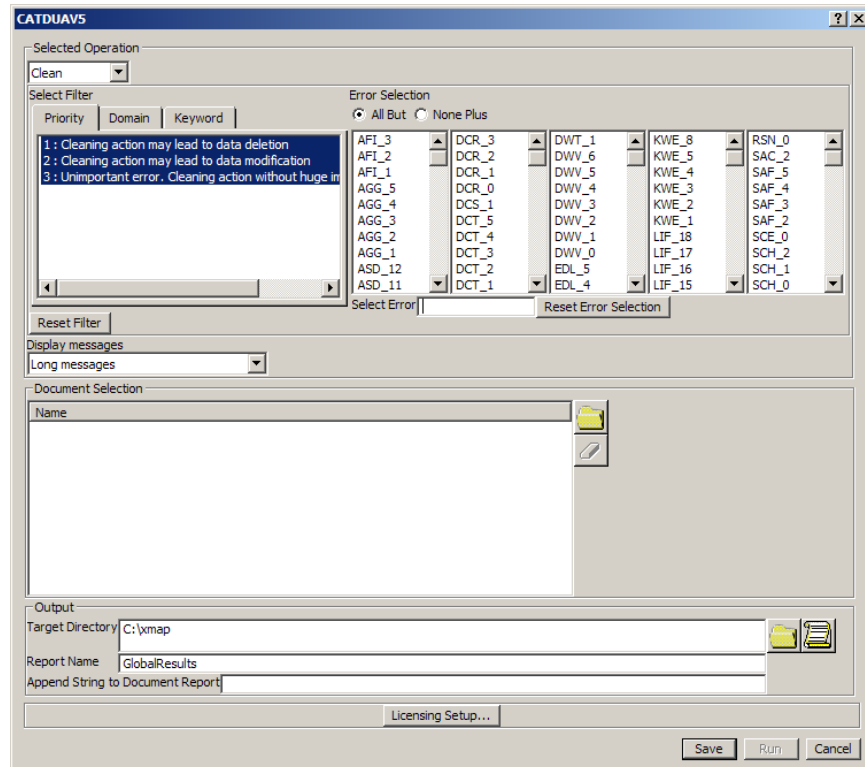 CATDUAV5
Selected Operation
Clean
Select Filter
Error Selection
Priority Domain Keyword
All But None Plus
1 : Cleaning action may lead to data deletion
2 : Cleaning action may lead to data modification
3 : Unimportant error. Cleaning action without huge im
AFI_3 DCR_3 DWT_1 KWE_8 RSN_0
AFI_2 DCR_2 DWV_6 KWE_5 SAC_2
AFI_1 DCR_1 DWV_5 KWE_4 SAF_5
AGG_5 DCR_0 DWV_4 KWE_3 SAF_4
AGG_4 DCS_1 DWV_3 KWE_2 SAF_3
AGG_3 DCT_5 DWV_2 KWE_1 SAF_2
AGG_2 DCT_4 DWV_1 LIF_18 SCE_0
AGG_1 DCT_3 DWV_0 LIF_17 SCH_2
ASD_12 DCT_2 EDL_5 LIF_16 SCH_1
ASD_11 DCT_1 EDL_4 LIF_15 SCH_0
Select Error Reset Error Selection
Reset Filter
Display messages
Long messages
Document Selection
Name
Output
Target Directory C:\xmap
Report Name GlobalResults
Append String to Document Report
Licensing Setup...
Save Run Cancel